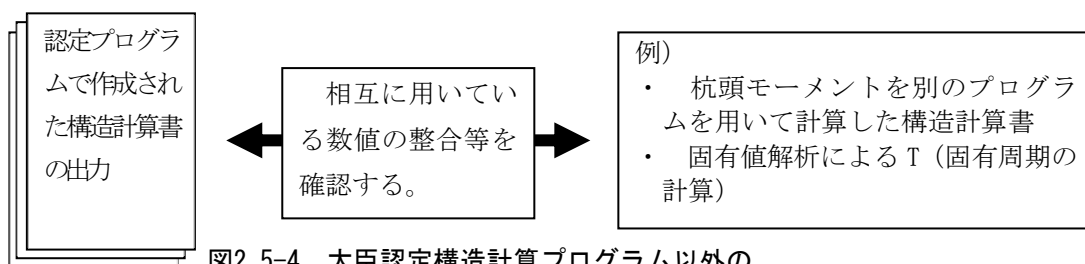 認定プログラ
ムで作成され
た構造計算書
の出力
相互に用いてい
る数値の整合等を
確認する。
例)
・ 杭頭モーメントを別のプログラ
ムを用いて計算した構造計算書
・ 固有値解析による T（固有周期の
計算）
図2.5-4 大臣認定構造計算プログラム以外の